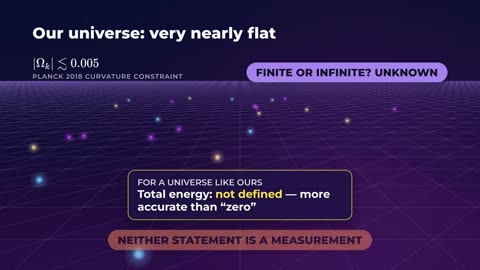 Our universe: very nearly flat
|Ωₖ| ≲ 0.005
PLANCK 2018 CURVATURE CONSTRAINT
FINITE OR INFINITE? UNKNOWN
FOR A UNIVERSE LIKE OURS
Total energy: not defined — more
accurate than “zero”
NEITHER STATEMENT IS A MEASUREMENT